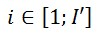 i ∈ [1; I′]